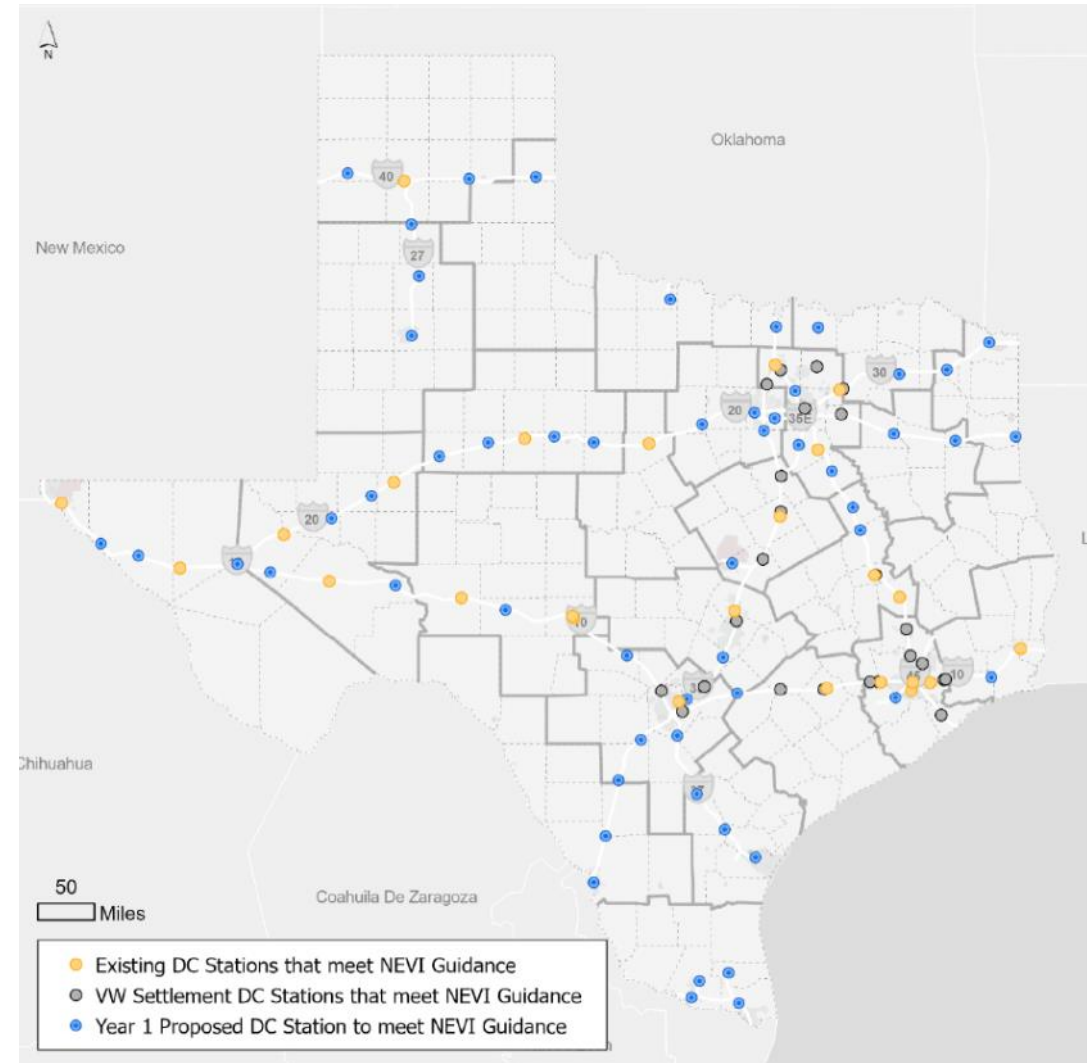 N
Oklahoma
40
New Mexico
27
30
20
35E
20
10
10
Chihuahua
Coahuila De Zaragoza
50
Miles
Existing DC Stations that meet NEVI Guidance
VW Settlement DC Stations that meet NEVI Guidance
Year 1 Proposed DC Station to meet NEVI Guidance